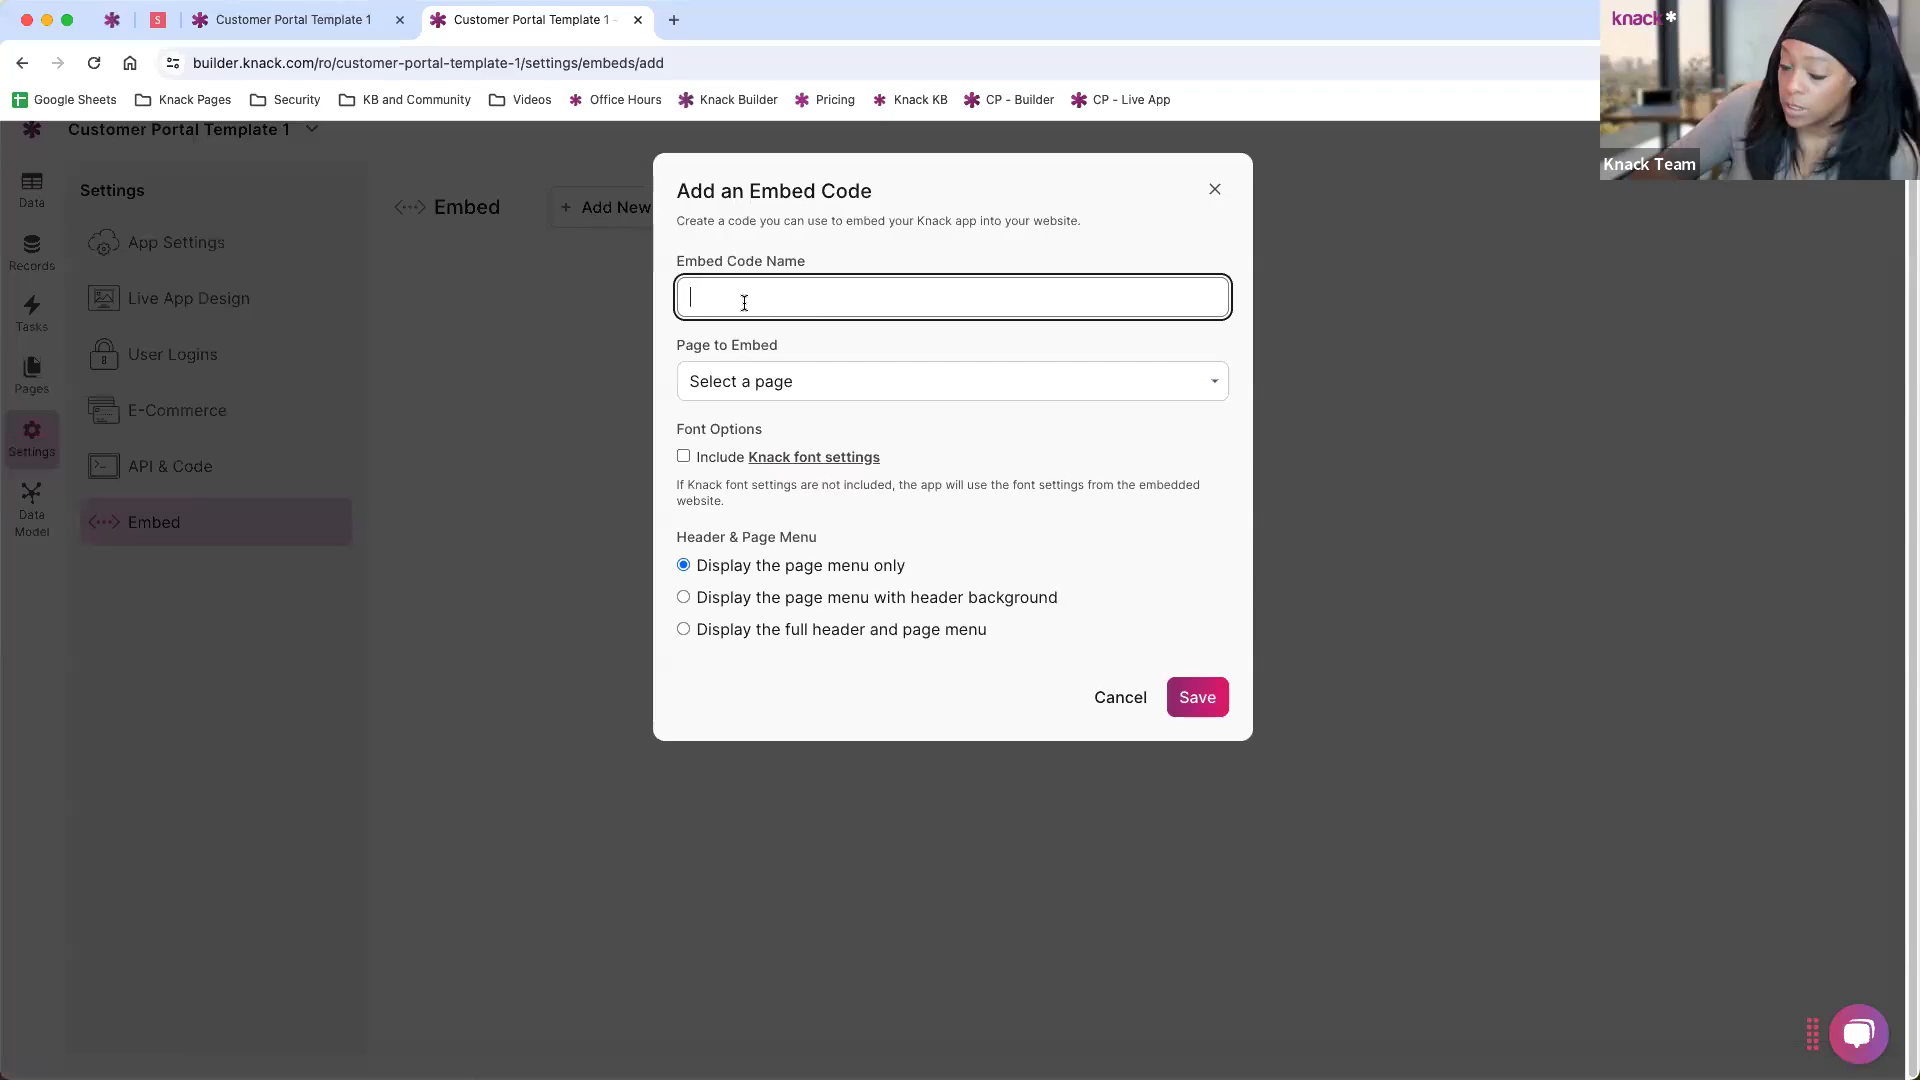 S
Customer Portal Template 1
Customer Portal Template 1 -
builder.knack.com/ro/customer-portal-template-1/settings/embeds/add
Google Sheets
Knack Pages
Security
KB and Community
Videos
Office Hours
Knack Builder
Pricing
Knack KB
CP - Builder
CP - Live App
knack*
Knack Team
Customer Portal Template 1
Data
Records
Tasks
Pages
Settings
Data
Model
Settings
App Settings
Live App Design
User Logins
E-Commerce
API & Code
Embed
Embed
+ Add New
Add an Embed Code
Create a code you can use to embed your Knack app into your website.
Embed Code Name
Page to Embed
Select a page
Font Options
Include Knack font settings
If Knack font settings are not included, the app will use the font settings from the embedded
website.
Header & Page Menu
Display the page menu only
Display the page menu with header background
Display the full header and page menu
Cancel
Save